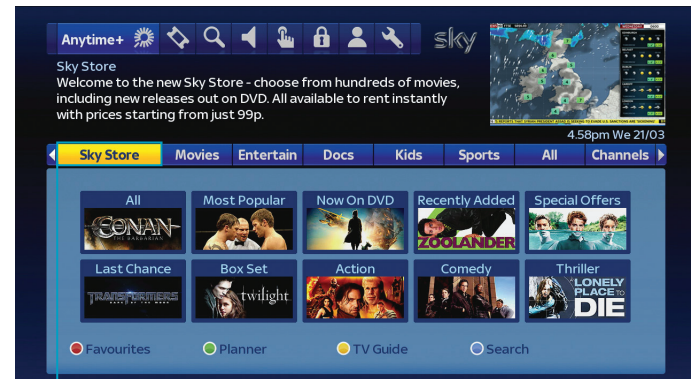 Anytime+
sky
Sky Store
Welcome to the new Sky Store - choose from hundreds of movies,
including new releases out on DVD. All available to rent instantly
with prices starting from just 99p.
4.58pm We 21/03
Sky Store Movies Entertain Docs Kids Sports All Channels
All Most Popular Now On DVD Recently Added Special Offers
CONAN
THE BARBARIAN
ZOOLANDER
Last Chance Box Set Action Comedy Thriller
TRANSFORMERS
twilight
LONELY
PLACE TO
DIE
Favourites Planner TV Guide Search